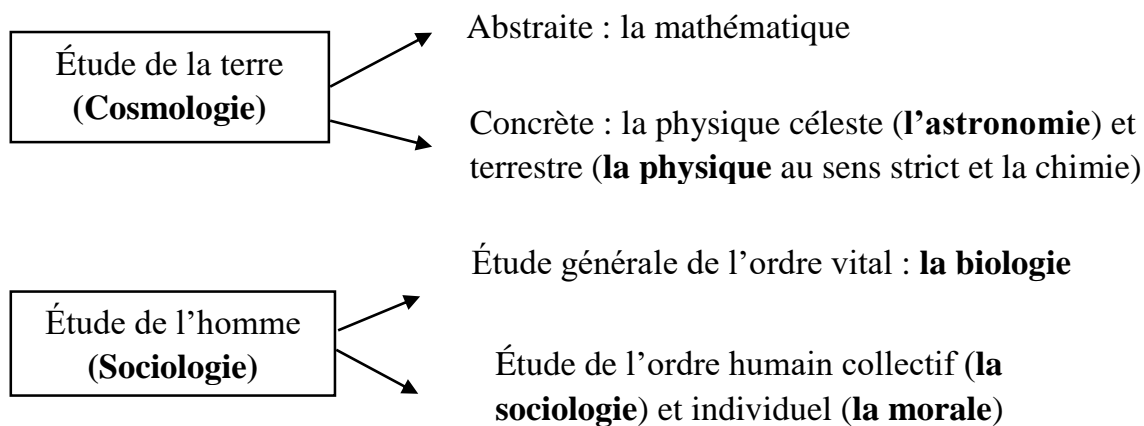 Étude de la terre
(Cosmologie)
Abstraite : la mathématique
Concrète : la physique céleste (l’astronomie) et
terrestre (la physique au sens strict et la chimie)
Étude de l’homme
(Sociologie)
Étude générale de l’ordre vital : la biologie
Étude de l’ordre humain collectif (la
sociologie) et individuel (la morale)